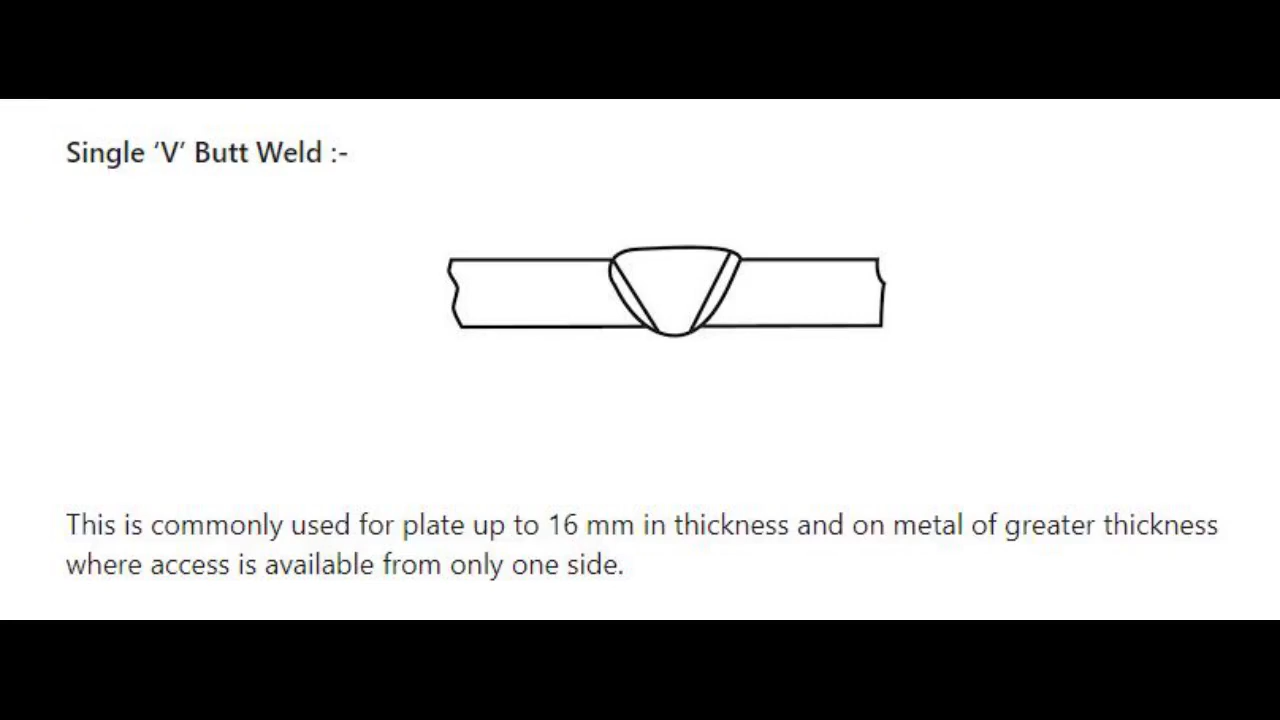 Single ‘V’ Butt Weld :-
This is commonly used for plate up to 16 mm in thickness and on metal of greater thickness
where access is available from only one side.